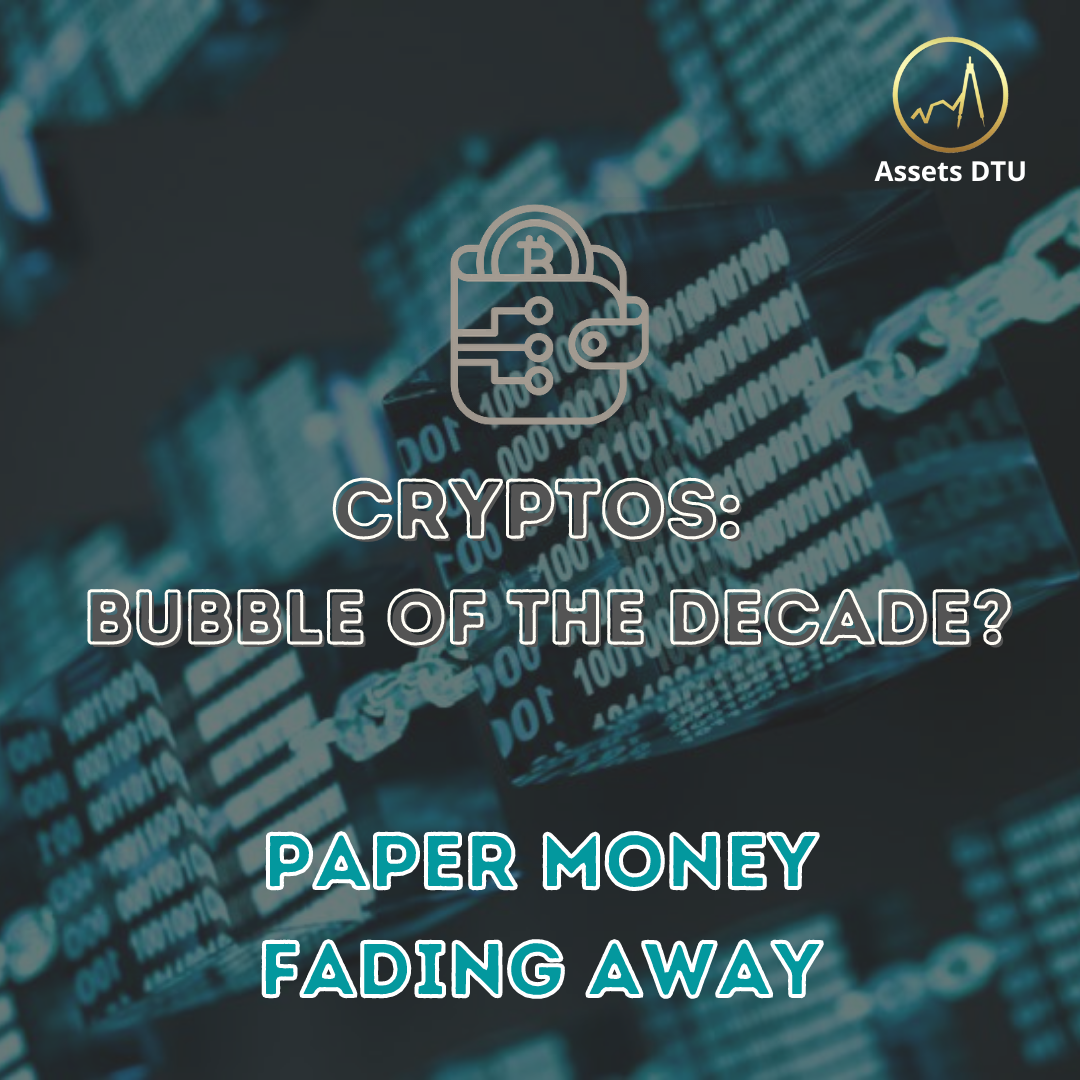 Assets DTU
CRYPTOS:
BUBBLE OF THE DECADE?
PAPER MONEY
FADING AWAY